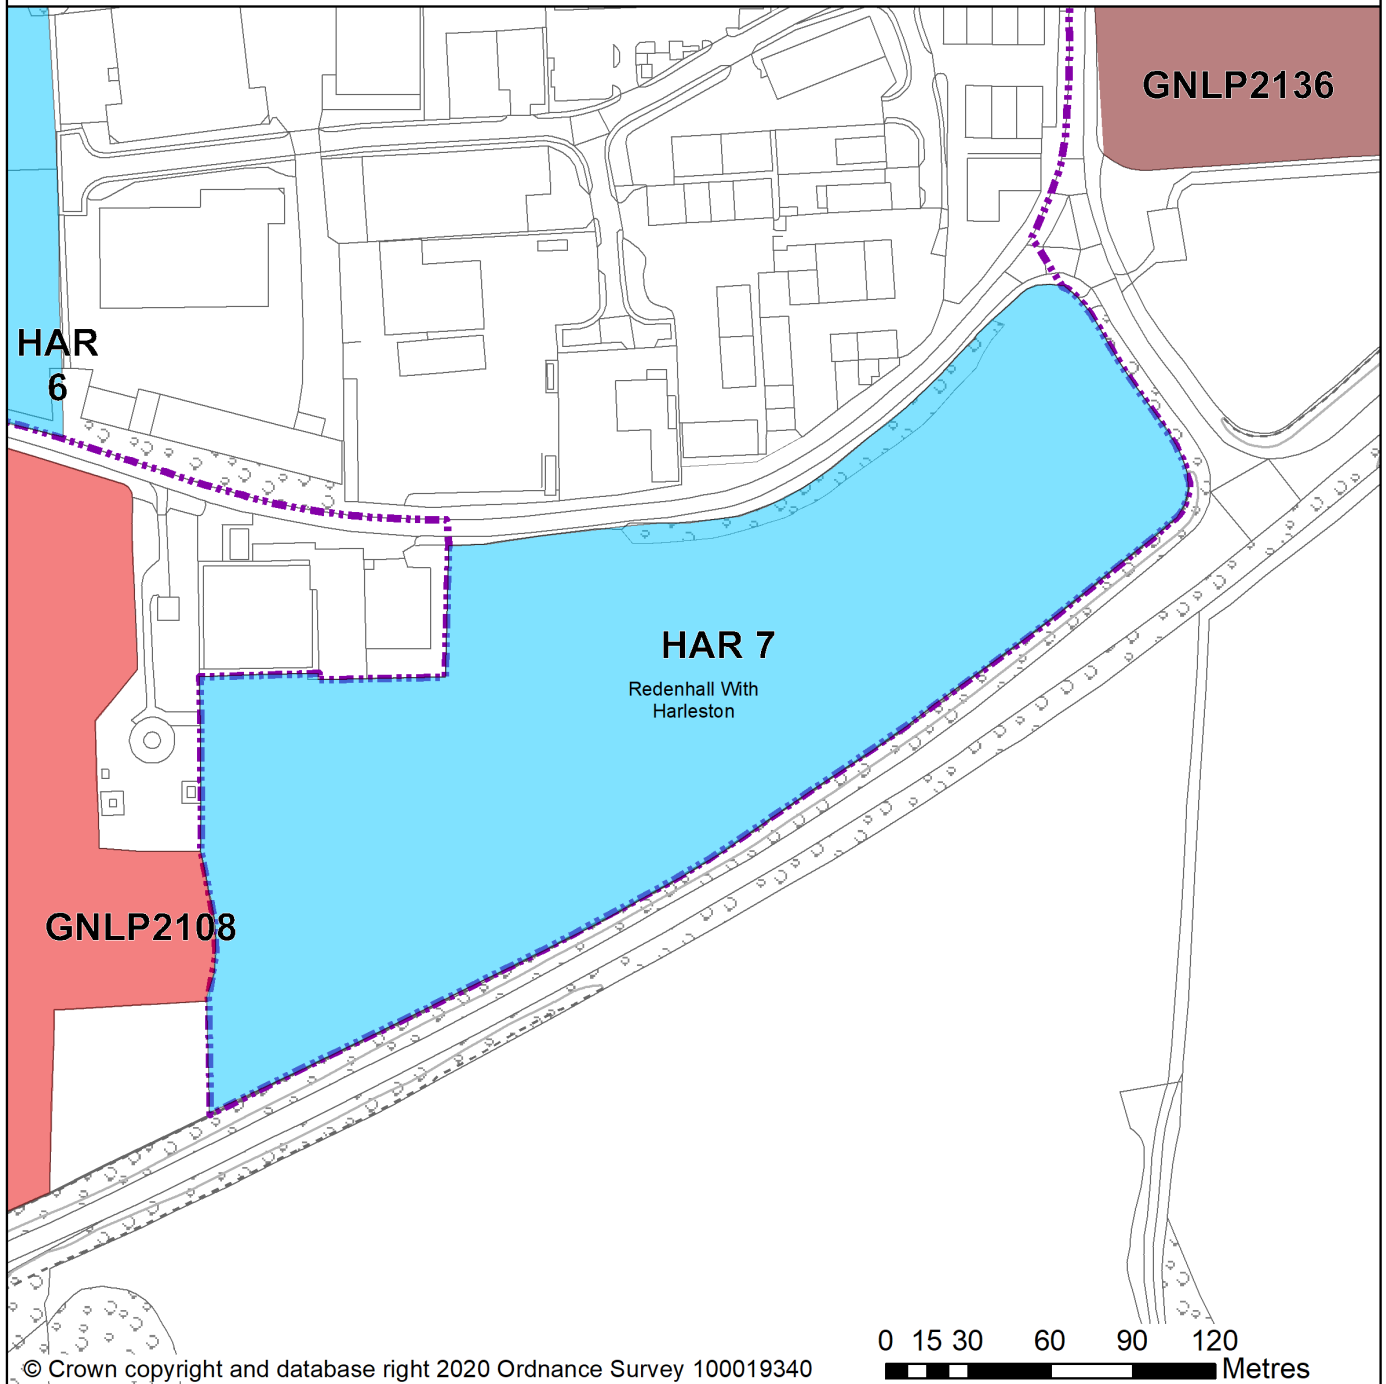 GNLP2136
HAR
6
HAR 7
Redenhall With
Harleston
GNLP2108
0 15 30 60 90 120
Metres
© Crown copyright and database right 2020 Ordnance Survey 100019340